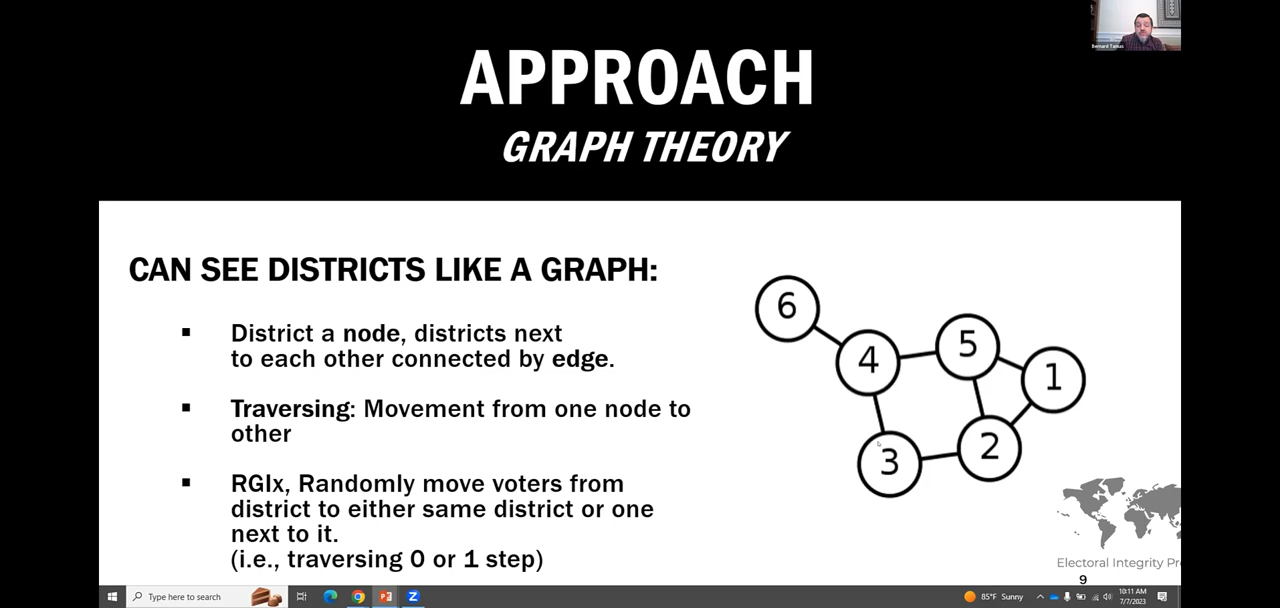 APPROACH
GRAPH THEORY
Bernard Tamas
CAN SEE DISTRICTS LIKE A GRAPH:
▪ District a node, districts next
to each other connected by edge.
▪ Traversing: Movement from one node to
other
▪ RGIx, Randomly move voters from
district to either same district or one
next to it.
(i.e., traversing 0 or 1 step)
6
4
5
1
3
2
Electoral Integrity Pr
9
Type here to search
85°F Sunny
10:11 AM
7/7/2023